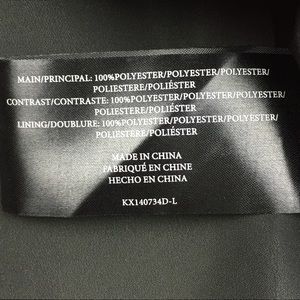 MAIN/PRINCIPAL: 100%POLYESTER/POLYESTER/POLYESTER/
POLIESTERE/POLIÉSTER
CONTRAST/CONTRASTE: 100%POLYESTER/POLYESTER/POLYESTER/
POLIESTERE/POLIÉSTER
LINING/DOUBLURE: 100%POLYESTER/POLYESTER/POLYESTER/
POLIESTERE/POLIÉSTER
MADE IN CHINA
FABRIQUÉ EN CHINE
HECHO EN CHINA
KX140734D-L